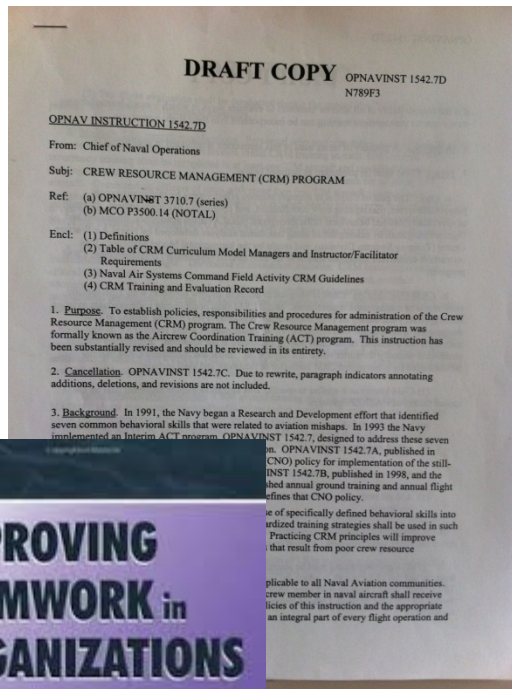 DRAFT COPY OPNAVINST 1542.7D
N789F3
OPNAV INSTRUCTION 1542.7D
From: Chief of Naval Operations
Subj: CREW RESOURCE MANAGEMENT (CRM) PROGRAM
Ref: (a) OPNAVINST 3710.7 (series)
(b) MCO P3500.14 (NOTAL)
Encl: (1) Definitions
(2) Table of CRM Curriculum Model Managers and Instructor/Facilitator
Requirements
(3) Naval Air Systems Command Field Activity CRM Guidelines
(4) CRM Training and Evaluation Record
1. Purpose. To establish policies, responsibilities and procedures for administration of the Crew
Resource Management (CRM) program. The Crew Resource Management program was
formally known as the Aircrew Coordination Training (ACT) program. This instruction has
been substantially revised and should be reviewed in its entirety.
2. Cancellation. OPNAVINST 1542.7C. Due to rewrite, paragraph indicators annotating
additions, deletions, and revisions are not included.
3. Background. In 1991, the Navy began a Research and Development effort that identified
seven common behavioral skills that were related to aviation mishaps. In 1993 the Navy
implemented an Interim ACT program, OPNAVINST 1542.7, designed to address these seven
on. OPNAVINST 1542.7A, published in
(CNO) policy for implementation of the still-
INST 1542.7B, published in 1998, and the
shed annual ground training and annual flight
efines that CNO policy.
e of specifically defined behavioral skills into
ardized training strategies shall be used in such
Practicing CRM principles will improve
that result from poor crew resource
plicable to all Naval Aviation communities.
crew member in naval aircraft shall receive
licies of this instruction and the appropriate
an integral part of every flight operation and
PROVING
MWORK in
GANIZATIONS